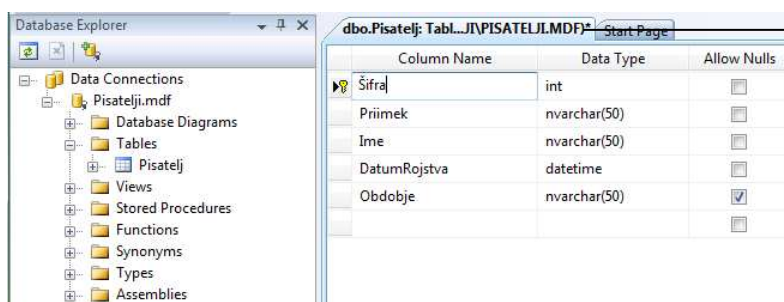 Database Explorer
Data Connections
Pisatelji.mdf
Database Diagrams
Tables
Pisatelj
Views
Stored Procedures
Functions
Synonyms
Types
Assemblies
dbo.Pisatelj: Tabl...JI\PISATELJI.MDF)* Start Page
Column Name Data Type Allow Nulls
Šifra int
Priimek nvarchar(50)
Ime nvarchar(50)
DatumRojstva datetime
Obdobje nvarchar(50)